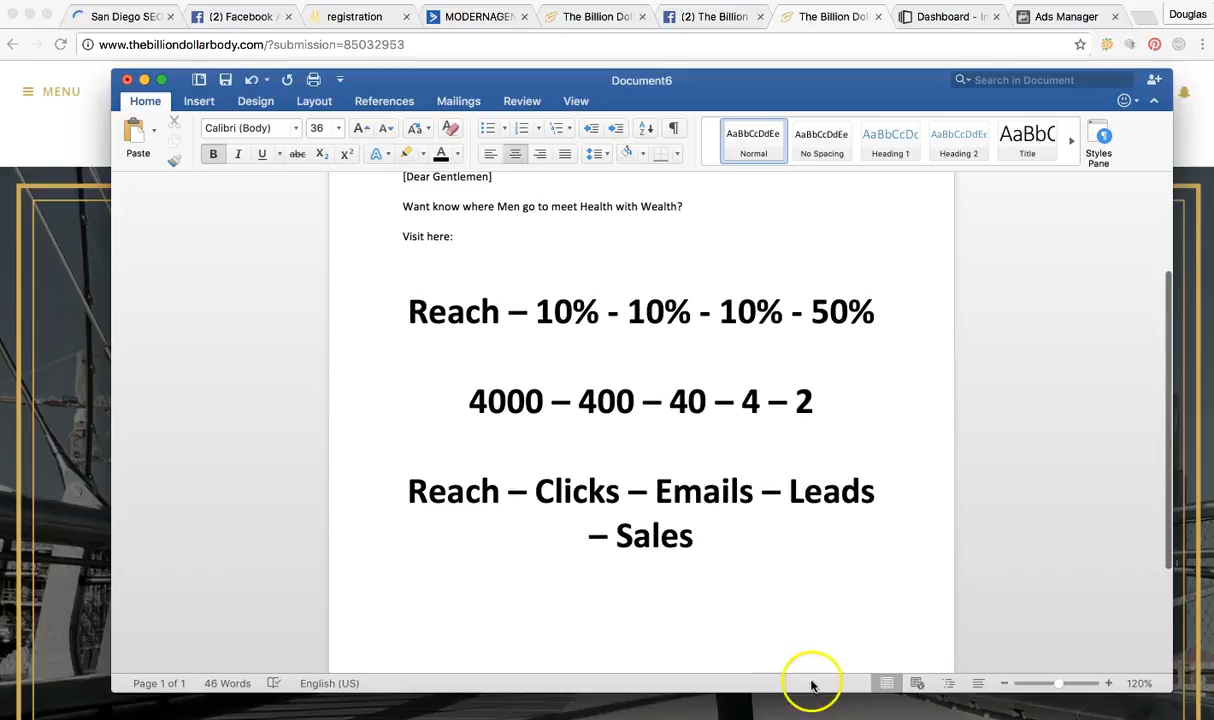 San Diego SEO
(2) Facebook A
registration
MODERNAGEN
The Billion Doll
(2) The Billion
The Billion Dol
Dashboard - In
Ads Manager
Douglas
www.thebilliondollarbody.com/?submission=85032953
MENU
Document6
Search in Document
Home Insert Design Layout References Mailings Review View
Paste
Calibri (Body) 36
AaBbCcDdEe AaBbCcDdEe AaBbCcDc AaBbCcDdEe AaBbC
Normal No Spacing Heading 1 Heading 2 Title
Styles
Pane
[Dear Gentlemen]
Want know where Men go to meet Health with Wealth?
Visit here:
Reach – 10% - 10% - 10% - 50%
4000 – 400 – 40 – 4 – 2
Reach – Clicks – Emails – Leads
– Sales
Page 1 of 1 46 Words English (US) 120%